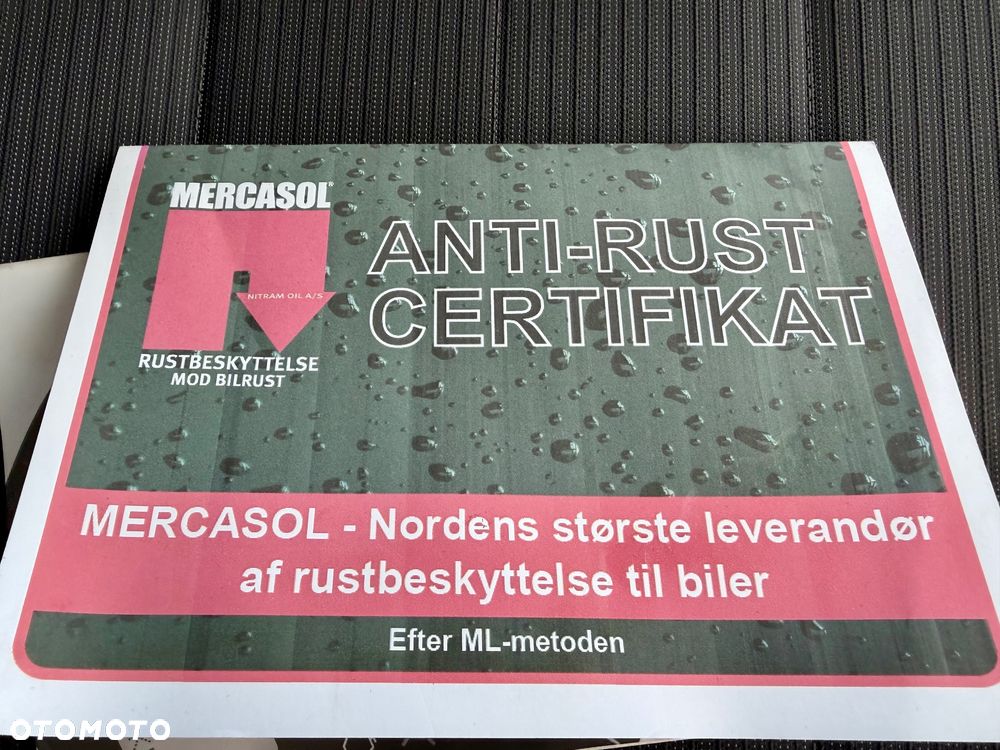 MERCASOL®
NITRAM OIL A/S
RUSTBESKYTTELSE
MOD BILRUST
ANTI-RUST
CERTIFIKAT
MERCASOL - Nordens største leverandør
af rustbeskyttelse til biler
Efter ML-metoden
OTOMOTO